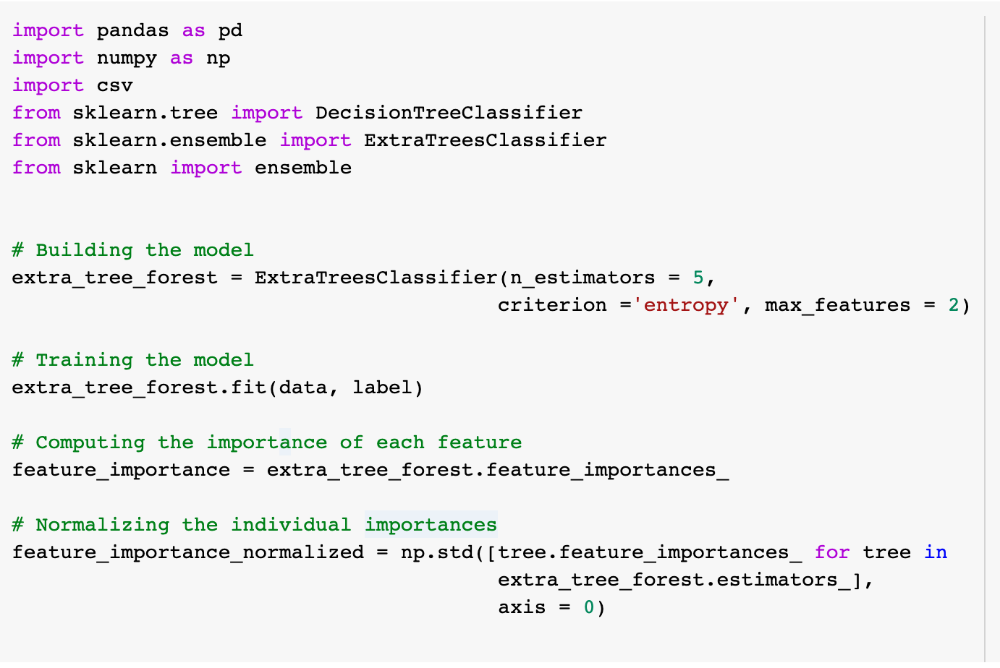 import pandas as pd
import numpy as np
import csv
from sklearn.tree import DecisionTreeClassifier
from sklearn.ensemble import ExtraTreesClassifier
from sklearn import ensemble
# Building the model
extra_tree_forest = ExtraTreesClassifier(n_estimators = 5,
criterion ='entropy', max_features = 2)
# Training the model
extra_tree_forest.fit(data, label)
# Computing the importance of each feature
feature_importance = extra_tree_forest.feature_importances_
# Normalizing the individual importances
feature_importance_normalized = np.std([tree.feature_importances_ for tree in
extra_tree_forest.estimators_],
axis = 0)